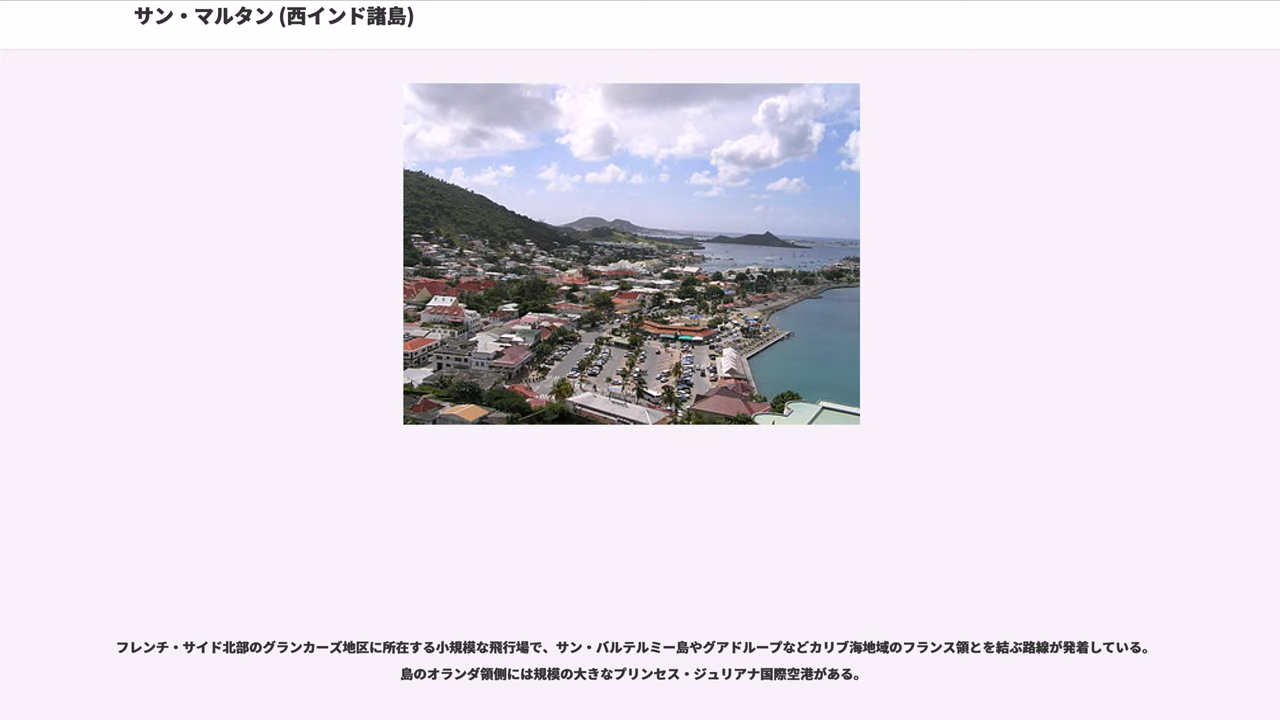 サン・マルタン (西インド諸島)
フレンチ・サイド北部のグランカーズ地区に所在する小規模な飛行場で、サン・バルテルミー島やグアドループなどカリブ海地域のフランス領とを結ぶ路線が発着している。
島のオランダ領側には規模の大きなプリンセス・ジュリアナ国際空港がある。